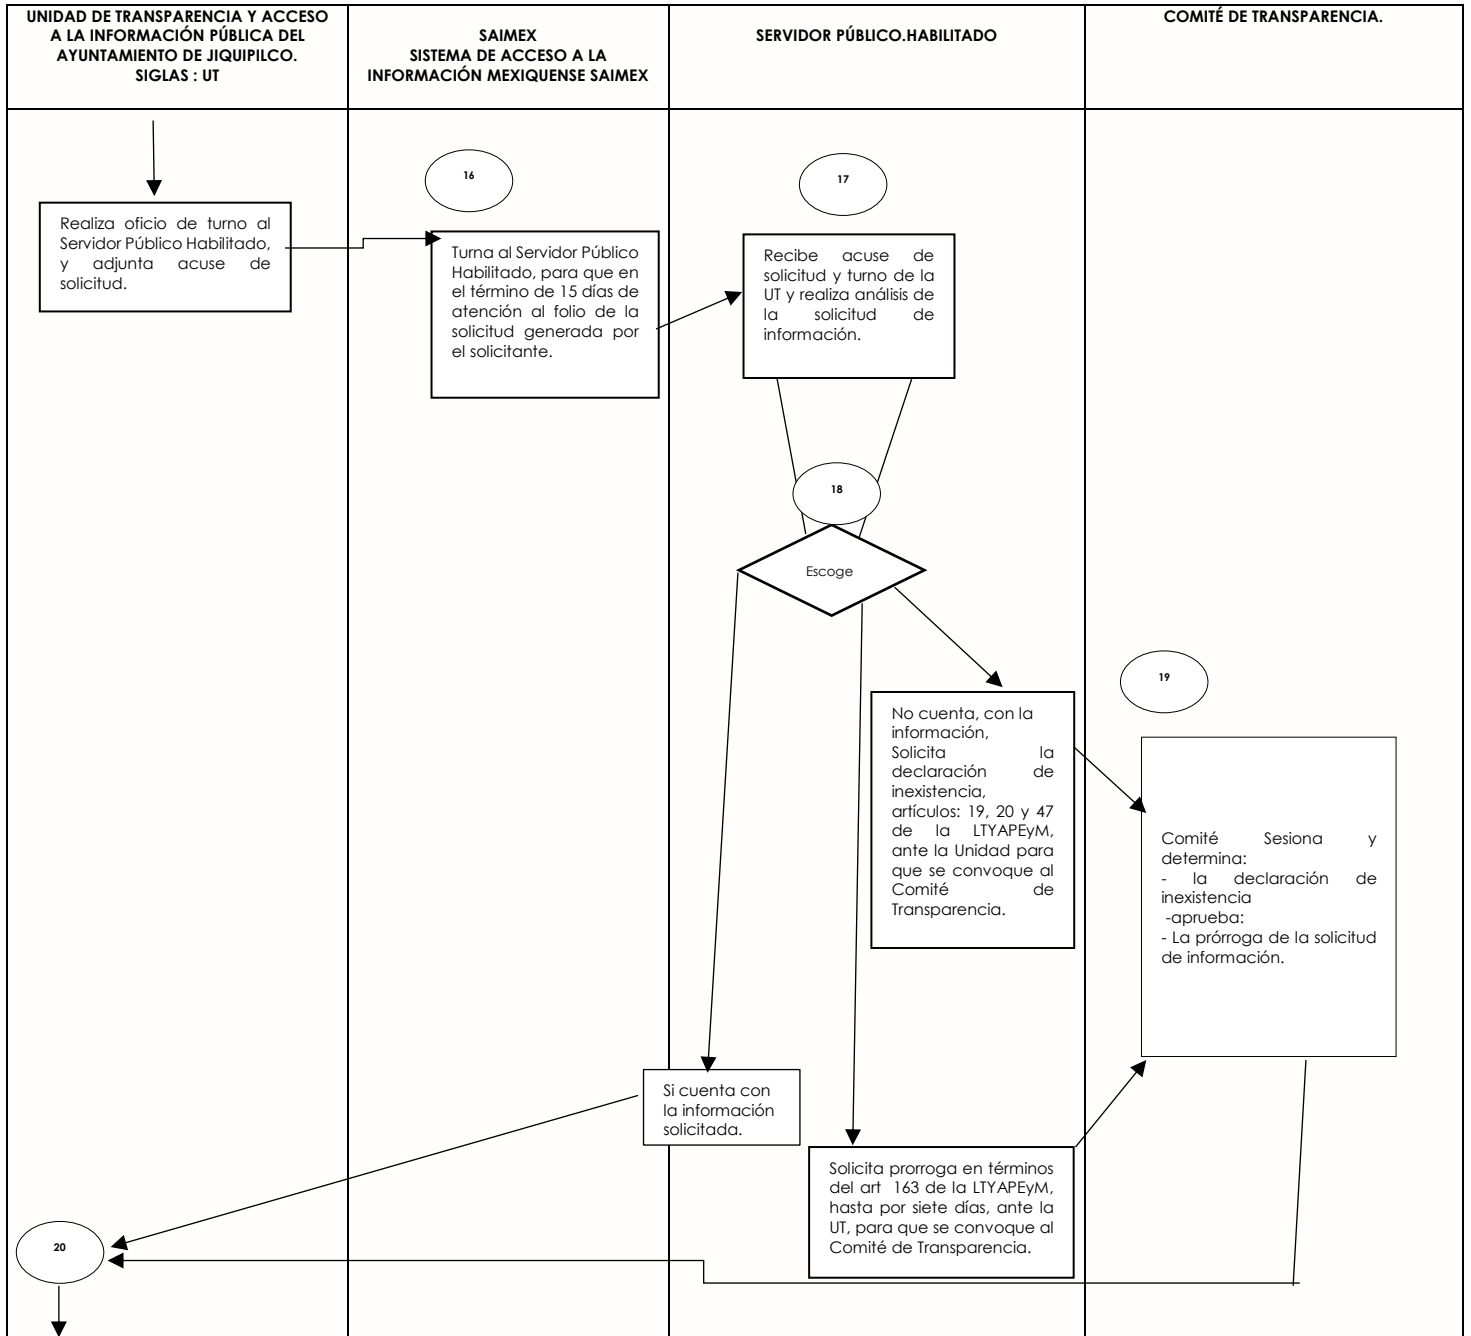 UNIDAD DE TRANSPARENCIA Y ACCESO
A LA INFORMACIÓN PÚBLICA DEL
AYUNTAMIENTO DE JIQUIPILCO.
SIGLAS : UT
SAIMEX
SISTEMA DE ACCESO A LA
INFORMACIÓN MEXIQUENSE SAIMEX
SERVIDOR PÚBLICO.HABILITADO
COMITÉ DE TRANSPARENCIA.
Realiza oficio de turno al
Servidor Público Habilitado,
y adjunta acuse de
solicitud.
16
Turna al Servidor Público
Habilitado, para que en
el término de 15 días de
atención al folio de la
solicitud generada por
el solicitante.
17
Recibe acuse de
solicitud y turno de la
UT y realiza análisis de
la solicitud de
información.
18
Escoge
No cuenta, con la
información,
Solicita la
declaración de
inexistencia,
artículos: 19, 20 y 47
de la LTYAPEyM,
ante la Unidad para
que se convoque al
Comité de
Transparencia.
19
Comité Sesiona y
determina:
- la declaración de
inexistencia
-aprueba:
- La prórroga de la solicitud
de información.
Si cuenta con
la información
solicitada.
Solicita prorroga en términos
del art 163 de la LTYAPEyM,
hasta por siete días, ante la
UT, para que se convoque al
Comité de Transparencia.
20